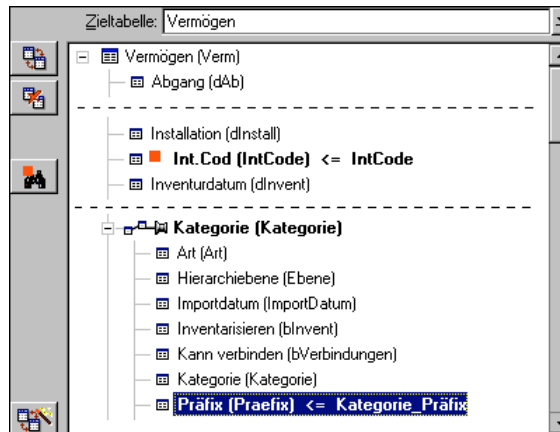 Zieltabelle: Vermögen
Vermögen (Verm)
Abgang (dAb)
Installation (dInstall)
Int.Cod (IntCode) <= IntCode
Inventurdatum (dInvent)
Kategorie (Kategorie)
Art (Art)
Hierarchiebene (Ebene)
Importdatum (ImportDatum)
Inventarisieren (bInvent)
Kann verbinden (bVerbindungen)
Kategorie (Kategorie)
Präfix (Praefix) <= Kategorie_Präfix